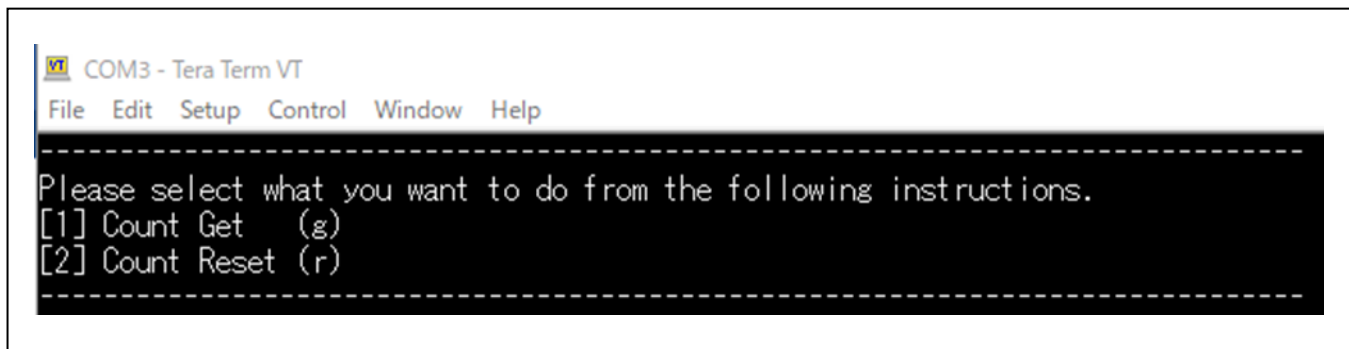 VT COM3 - Tera Term VT
File Edit Setup Control Window Help
-------------------------------------------------------------------------------
Please select what you want to do from the following instructions.
[1] Count Get   (g)
[2] Count Reset (r)
-------------------------------------------------------------------------------